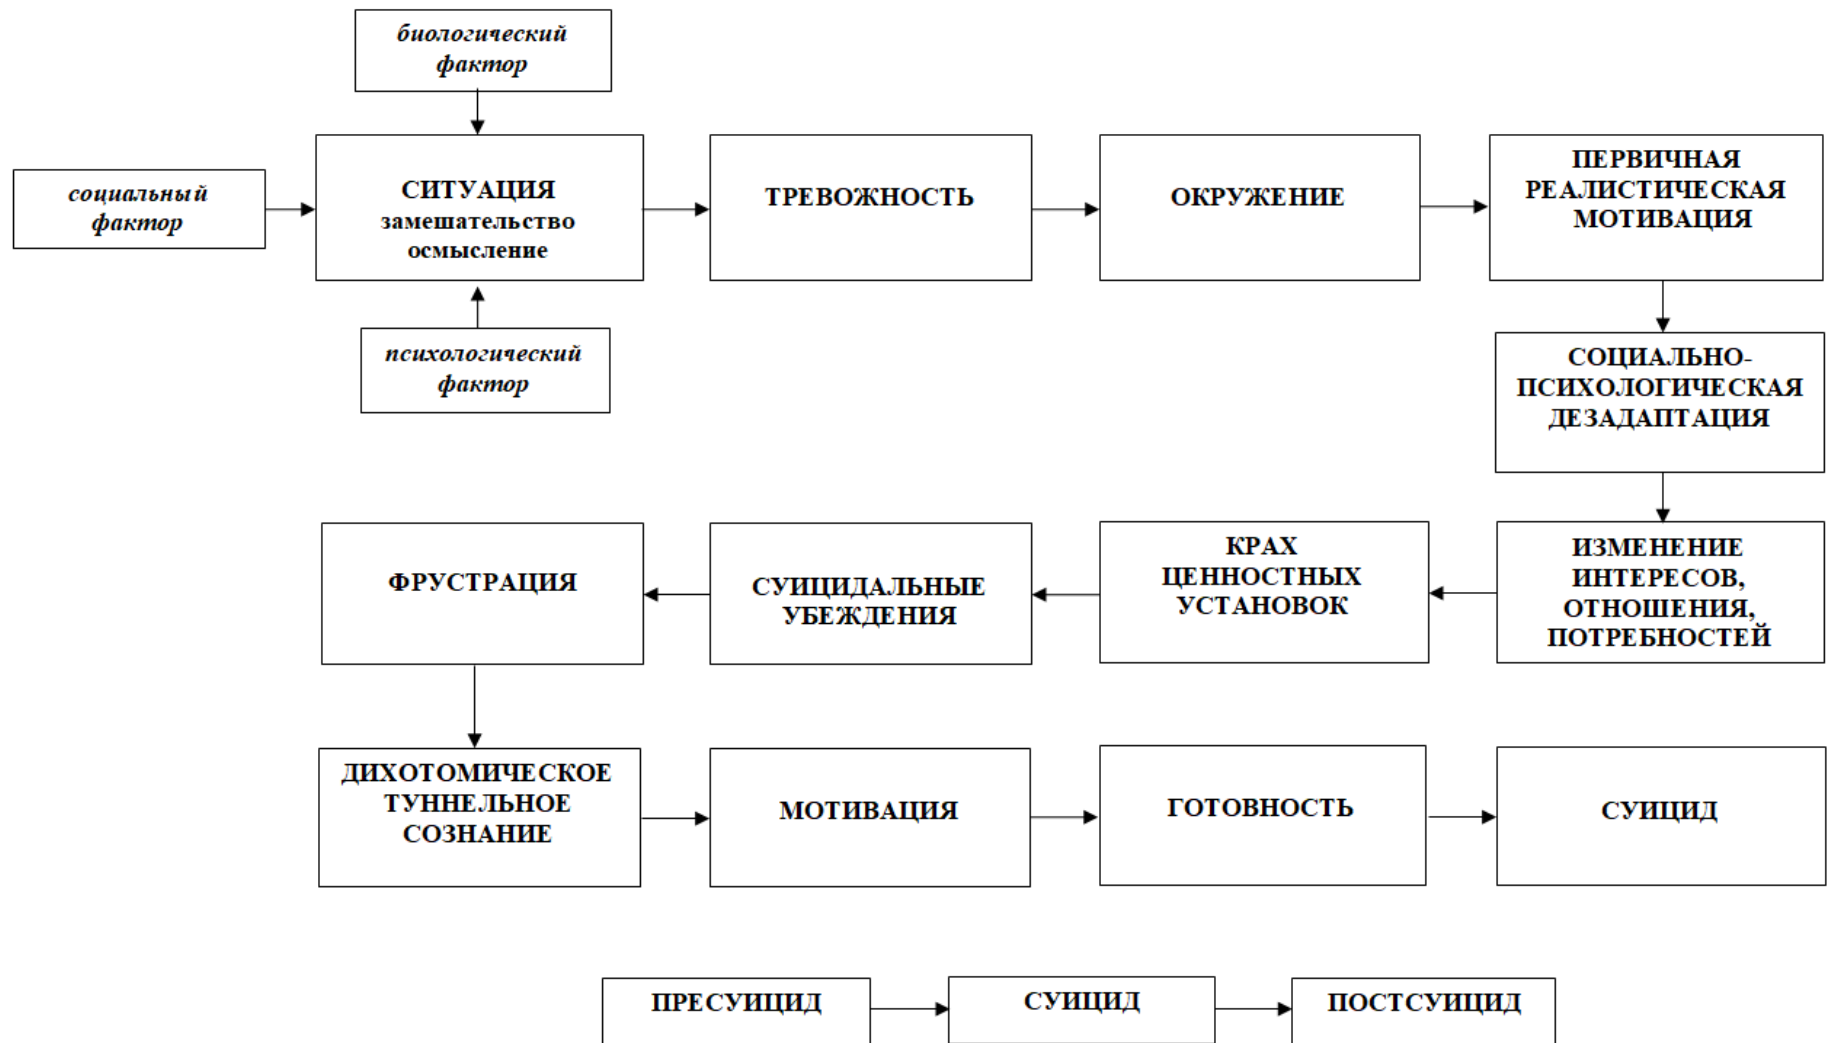 биологический
фактор
социальный
фактор
СИТУАЦИЯ
замешательство
осмысление
ТРЕВОЖНОСТЬ
ОКРУЖЕНИЕ
ПЕРВИЧНАЯ
РЕАЛИСТИЧЕСКАЯ
МОТИВАЦИЯ
психологический
фактор
СОЦИАЛЬНО-
ПСИХОЛОГИЧЕСКАЯ
ДЕЗАДАПТАЦИЯ
ИЗМЕНЕНИЕ
ИНТЕРЕСОВ,
ОТНОШЕНИЯ,
ПОТРЕБНОСТЕЙ
КРАХ
ЦЕННОСТНЫХ
УСТАНОВОК
СУИЦИДАЛЬНЫЕ
УБЕЖДЕНИЯ
ФРУСТРАЦИЯ
ДИХОТОМИЧЕСКОЕ
ТУННЕЛЬНОЕ
СОЗНАНИЕ
МОТИВАЦИЯ
ГОТОВНОСТЬ
СУИЦИД
ПРЕСУИЦИД
СУИЦИД
ПОСТСУИЦИД